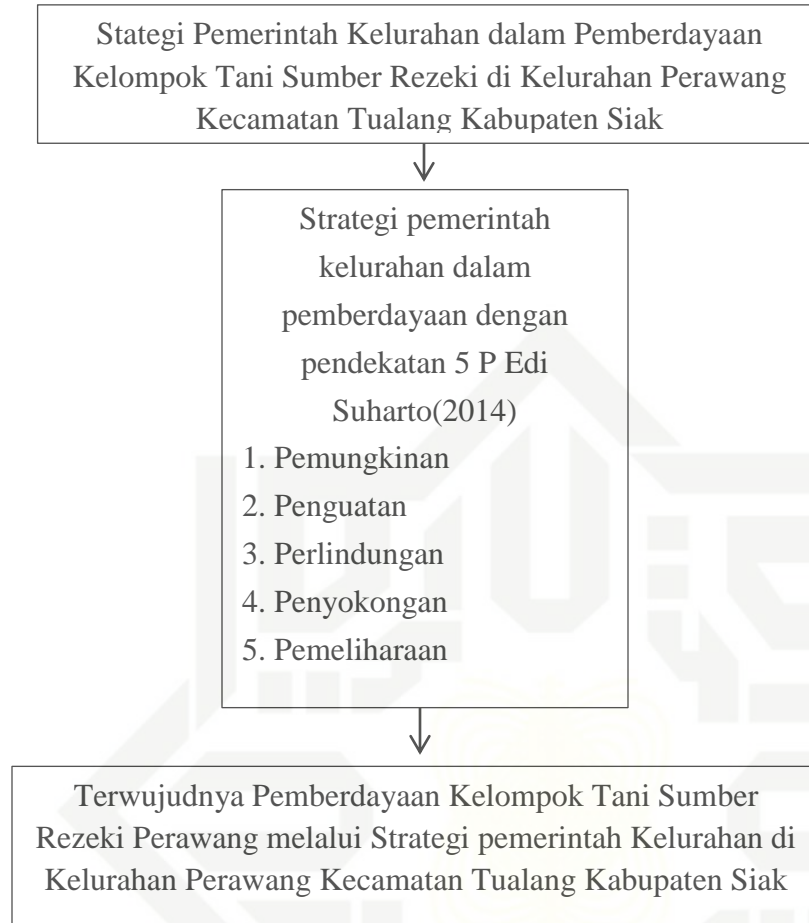 Stategi Pemerintah Kelurahan dalam Pemberdayaan
Kelompok Tani Sumber Rezeki di Kelurahan Perawang
Kecamatan Tualang Kabupaten Siak
Strategi pemerintah
kelurahan dalam
pemberdayaan dengan
pendekatan 5 P Edi
Suharto(2014)
1. Pemungkinan
2. Penguatan
3. Perlindungan
4. Penyokongan
5. Pemeliharaan
Terwujudnya Pemberdayaan Kelompok Tani Sumber
Rezeki Perawang melalui Strategi pemerintah Kelurahan di
Kelurahan Perawang Kecamatan Tualang Kabupaten Siak